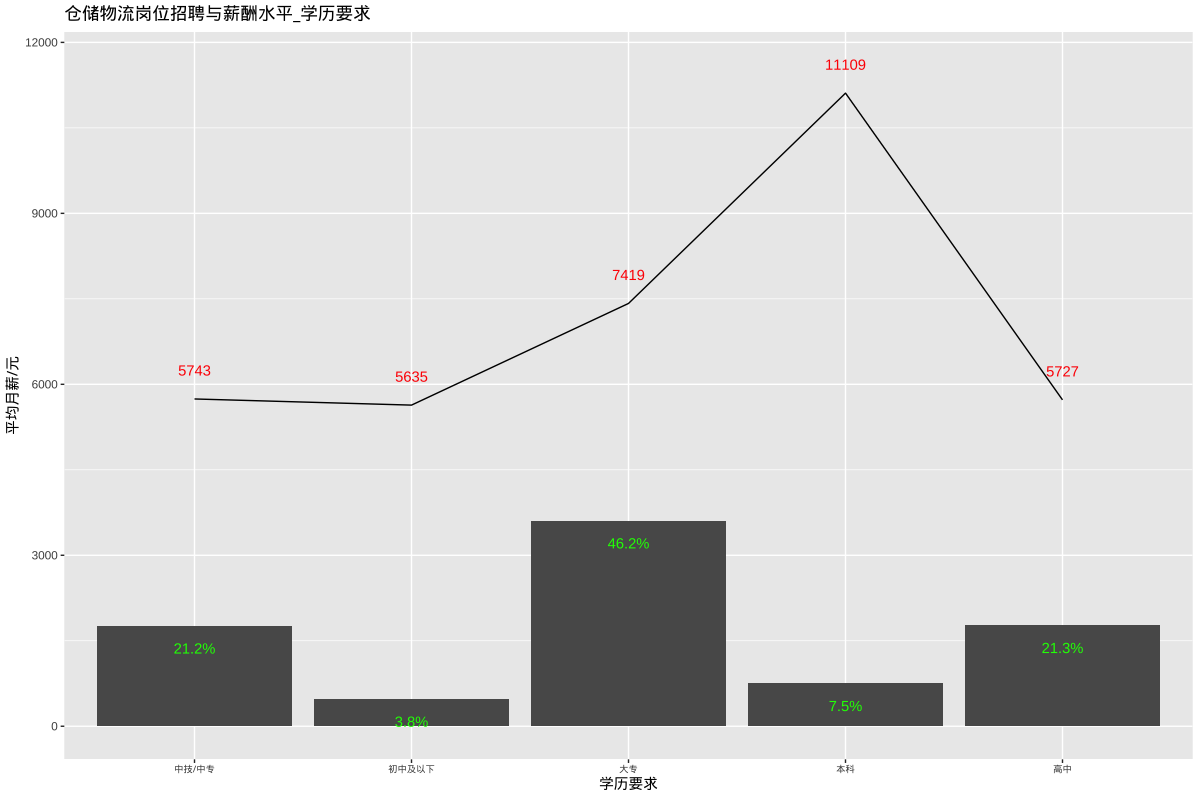 仓储物流岗位招聘与薪酬水平_学历要求
平均月薪/元
12000
9000
6000
3000
0
11109
7419
5743
5635
5727
46.2%
21.2%
21.3%
3.8%
7.5%
中技/中专
初中及以下
大专
本科
高中
学历要求